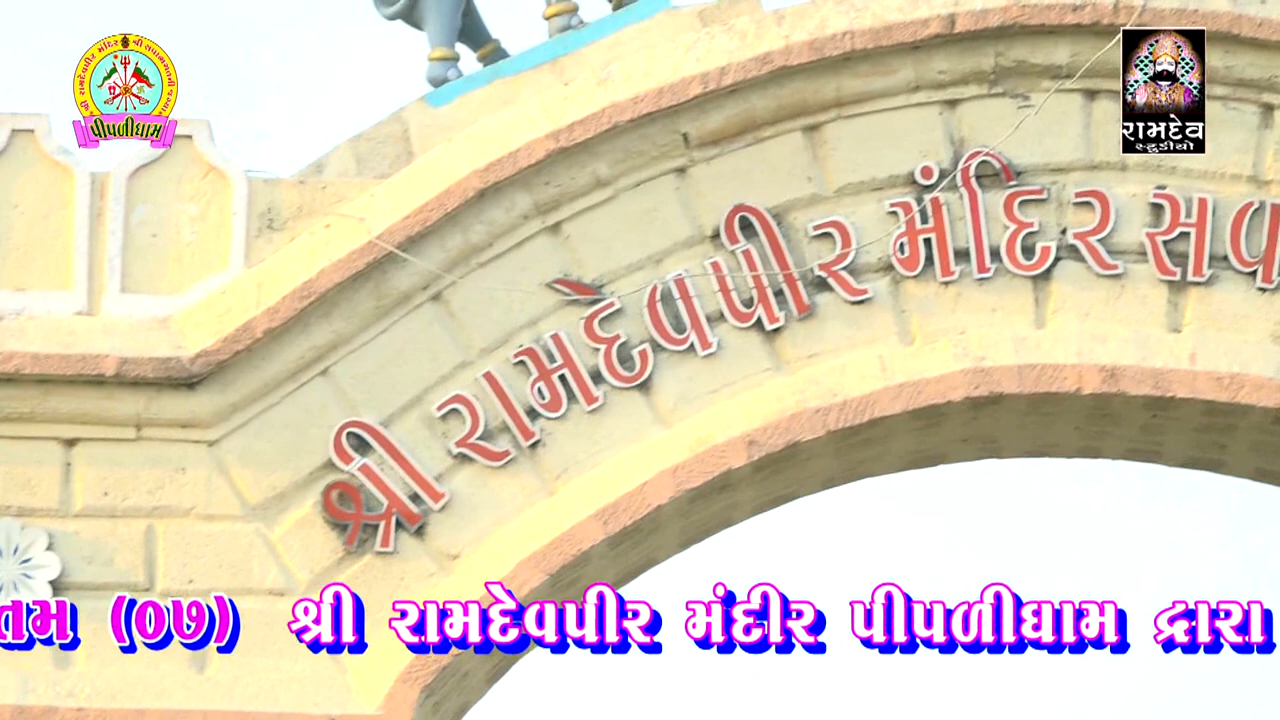 શ્રી રામદેવપીર મંદિર સવા
પીપળીધામ
રામદેવ
સ્ટુડીયો
તમ (૦૭) શ્રી રામદેવપીર મંદીર પીપળીધામ દ્વારા